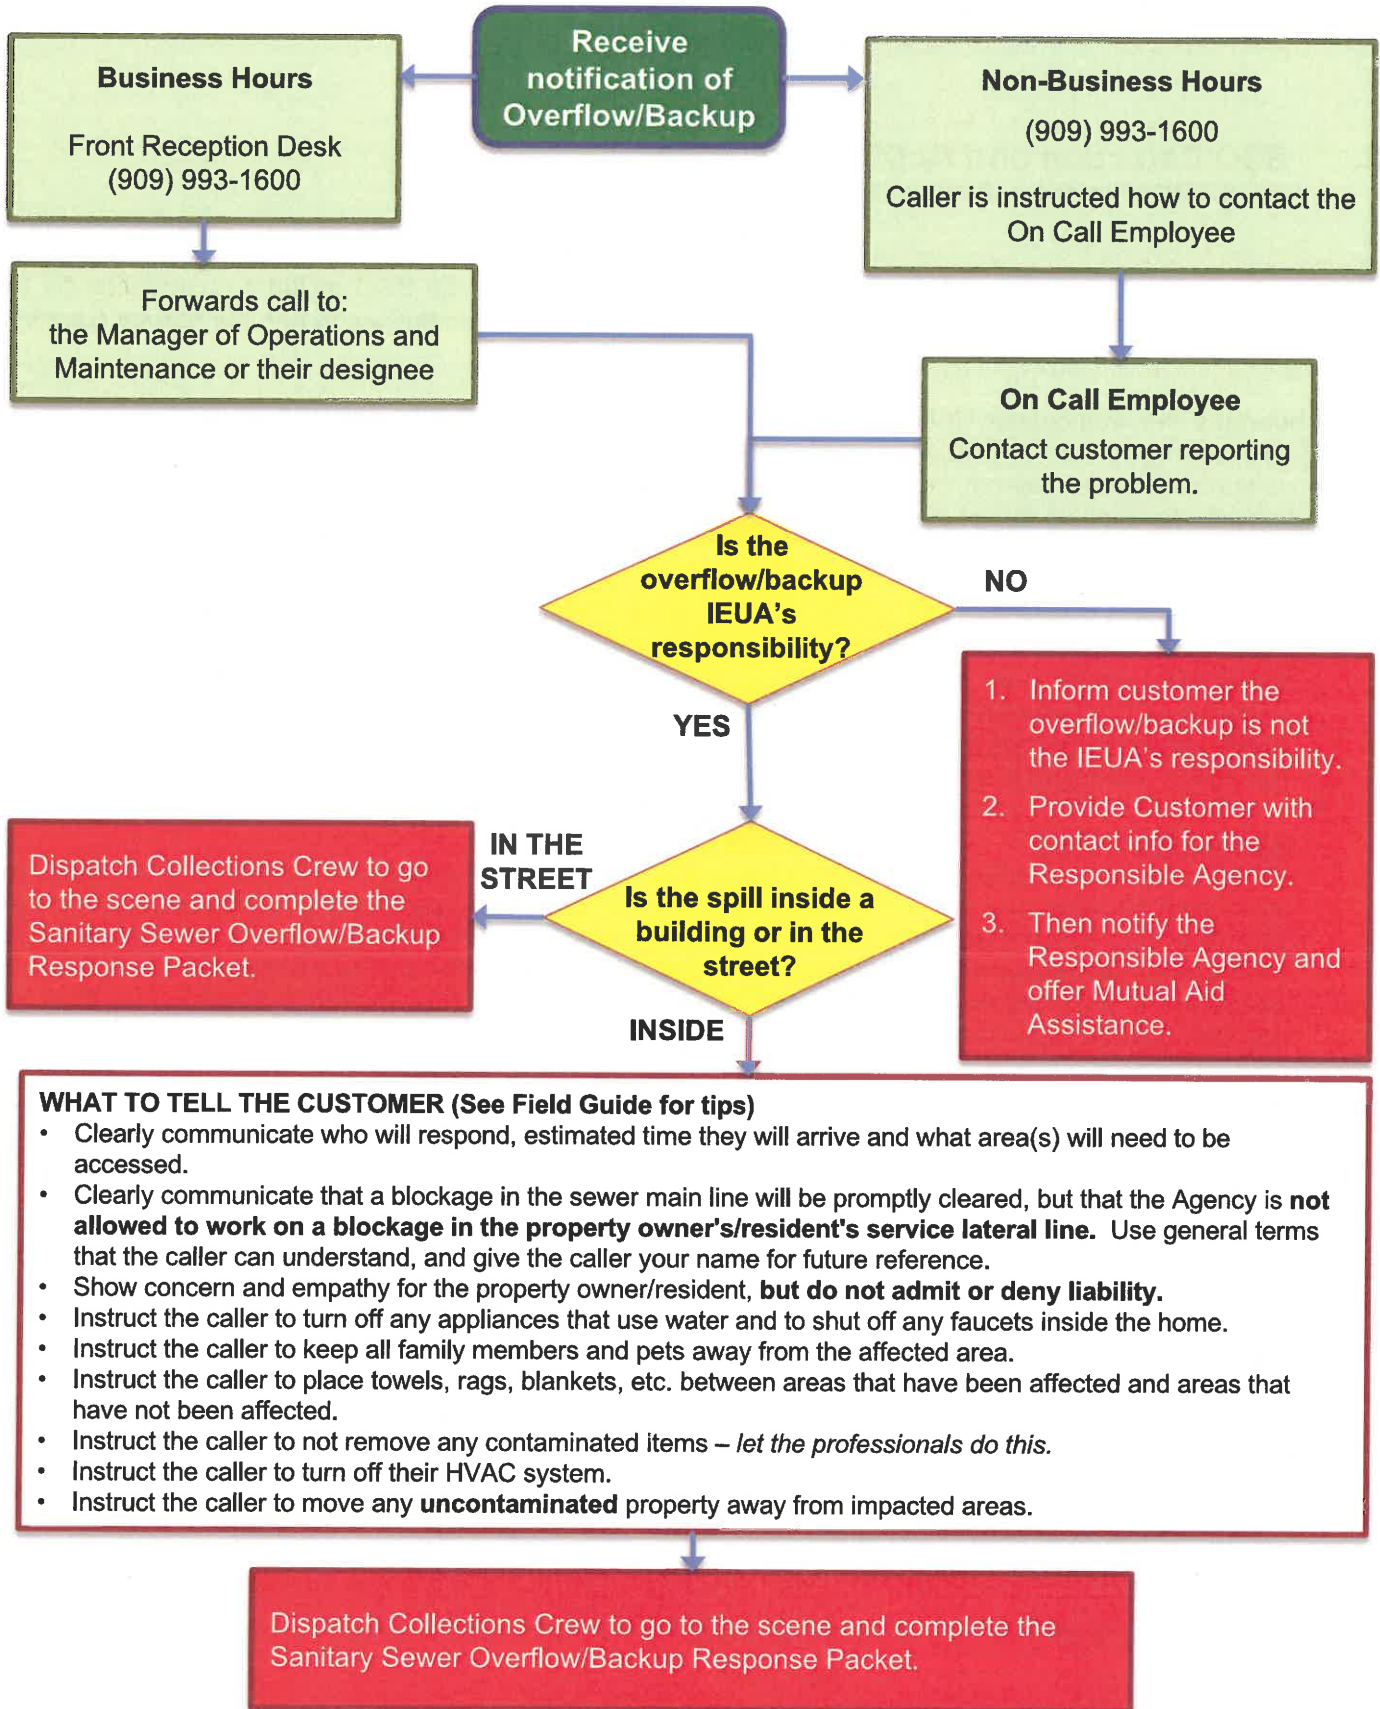 Receive
notification of
Overflow/Backup
Business Hours
Front Reception Desk
(909) 993-1600
Non-Business Hours
(909) 993-1600
Caller is instructed how to contact the
On Call Employee
Forwards call to:
the Manager of Operations and
Maintenance or their designee
On Call Employee
Contact customer reporting
the problem.
Is the
overflow/backup
IEUA's
responsibility?
NO
YES
1. Inform customer the
overflow/backup is not
the IEUA's responsibility.
2. Provide Customer with
contact info for the
Responsible Agency.
3. Then notify the
Responsible Agency and
offer Mutual Aid
Assistance.
Is the spill inside a
building or in the
street?
IN THE
STREET
Dispatch Collections Crew to go
to the scene and complete the
Sanitary Sewer Overflow/Backup
Response Packet.
INSIDE
WHAT TO TELL THE CUSTOMER (See Field Guide for tips)
• Clearly communicate who will respond, estimated time they will arrive and what area(s) will need to be
accessed.
• Clearly communicate that a blockage in the sewer main line will be promptly cleared, but that the Agency is not
allowed to work on a blockage in the property owner's/resident's service lateral line. Use general terms
that the caller can understand, and give the caller your name for future reference.
• Show concern and empathy for the property owner/resident, but do not admit or deny liability.
• Instruct the caller to turn off any appliances that use water and to shut off any faucets inside the home.
• Instruct the caller to keep all family members and pets away from the affected area.
• Instruct the caller to place towels, rags, blankets, etc. between areas that have been affected and areas that
have not been affected.
• Instruct the caller to not remove any contaminated items – let the professionals do this.
• Instruct the caller to turn off their HVAC system.
• Instruct the caller to move any uncontaminated property away from impacted areas.
Dispatch Collections Crew to go to the scene and complete the
Sanitary Sewer Overflow/Backup Response Packet.